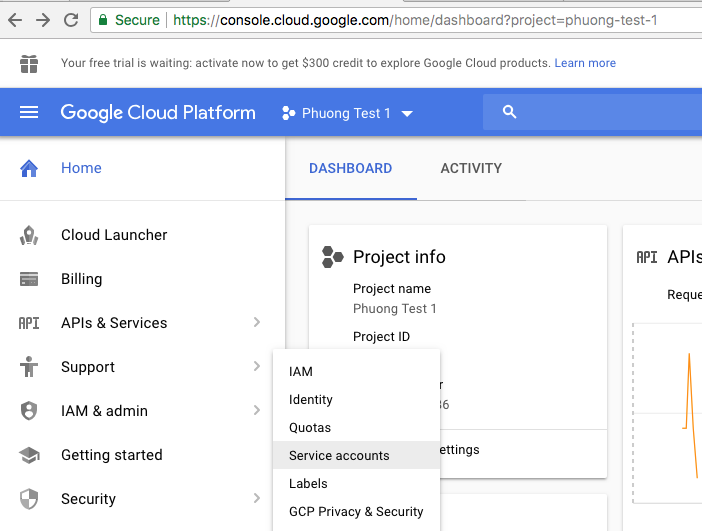 Secure https://console.cloud.google.com/home/dashboard?project=phuong-test-1
Your free trial is waiting: activate now to get $300 credit to explore Google Cloud products. Learn more
Google Cloud Platform Phuong Test 1
Home
DASHBOARD ACTIVITY
Cloud Launcher
Billing
API APIs & Services
Support
IAM & admin
Getting started
Security
Project info
Project name
Phuong Test 1
Project ID
r
86
ettings
IAM
Identity
Quotas
Service accounts
Labels
GCP Privacy & Security
API APIs
Reque